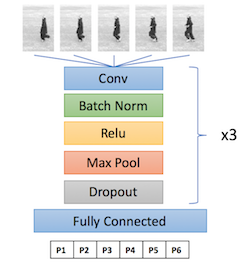 Conv
Batch Norm
Relu
Max Pool
Dropout
x3
Fully Connected
P1 P2 P3 P4 P5 P6